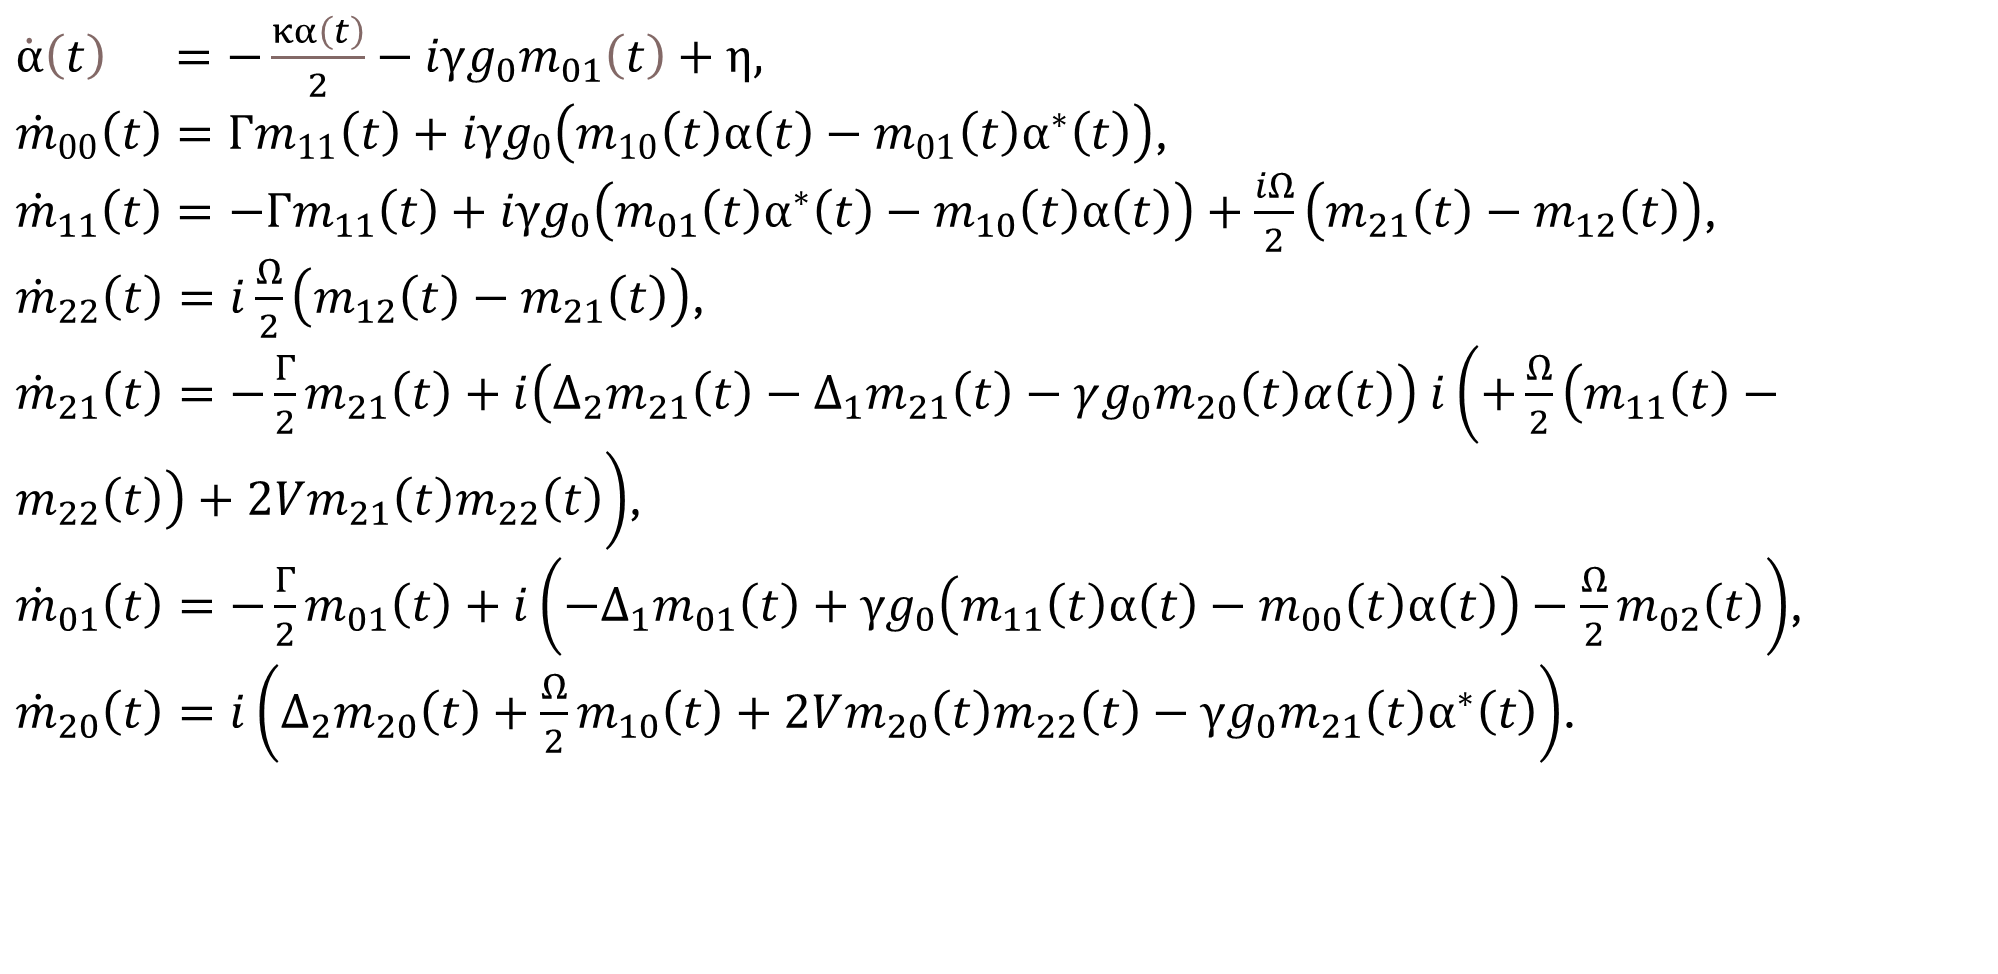 α̇(t) = −κα(t)/2 − iγg₀m₀₁(t) + η,
ṁ₀₀(t) = Γm₁₁(t) + iγg₀(m₁₀(t)α(t) − m₀₁(t)α*(t)),
ṁ₁₁(t) = −Γm₁₁(t) + iγg₀(m₀₁(t)α*(t) − m₁₀(t)α(t)) + iΩ/2 (m₂₁(t) − m₁₂(t)),
ṁ₂₂(t) = i Ω/2 (m₁₂(t) − m₂₁(t)),
ṁ₂₁(t) = −Γ/2 m₂₁(t) + i(Δ₂m₂₁(t) − Δ₁m₂₁(t) − γg₀m₂₀(t)α(t)) i (+Ω/2 (m₁₁(t) −
m₂₂(t)) + 2Vm₂₁(t)m₂₂(t)),
ṁ₀₁(t) = −Γ/2 m₀₁(t) + i (−Δ₁m₀₁(t) + γg₀(m₁₁(t)α(t) − m₀₀(t)α(t)) − Ω/2 m₀₂(t)),
ṁ₂₀(t) = i (Δ₂m₂₀(t) + Ω/2 m₁₀(t) + 2Vm₂₀(t)m₂₂(t) − γg₀m₂₁(t)α*(t)).